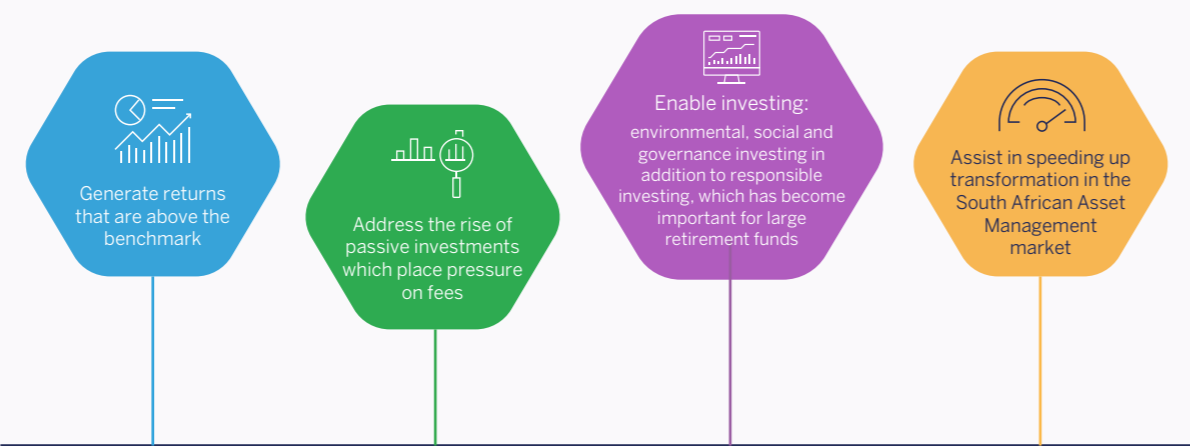 Generate returns
that are above the
benchmark
Address the rise of
passive investments
which place pressure
on fees
Enable investing:
environmental, social and
governance investing in
addition to responsible
investing, which has become
important for large
retirement funds
Assist in speeding up
transformation in the
South African Asset
Management
market